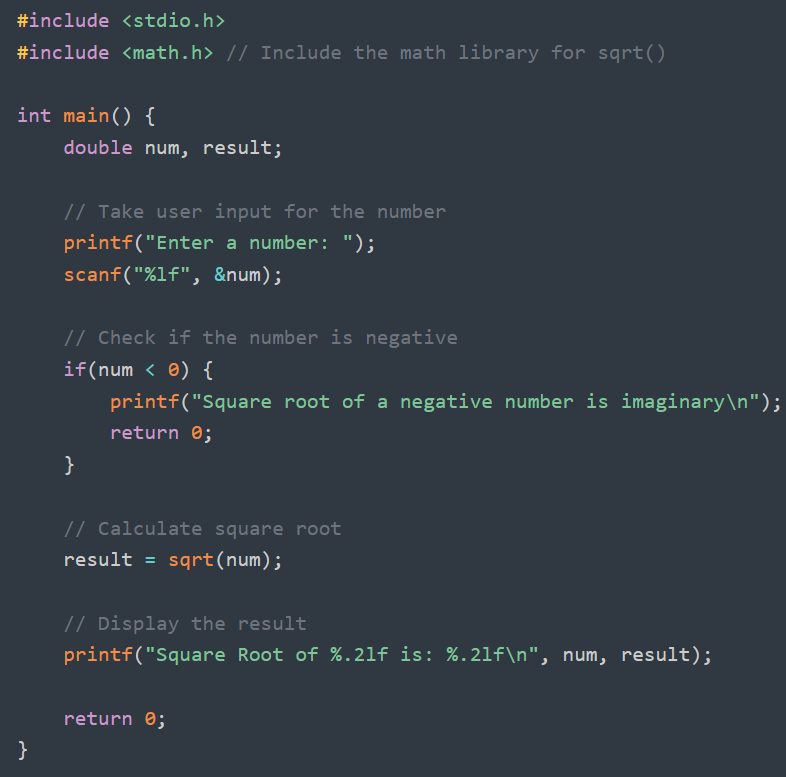 #include <stdio.h>
#include <math.h> // Include the math library for sqrt()
int main() {
    double num, result;
    // Take user input for the number
    printf("Enter a number: ");
    scanf("%lf", &num);
    // Check if the number is negative
    if(num < 0) {
        printf("Square root of a negative number is imaginary\n");
        return 0;
    }
    // Calculate square root
    result = sqrt(num);
    // Display the result
    printf("Square Root of %.2lf is: %.2lf\n", num, result);
    return 0;
}